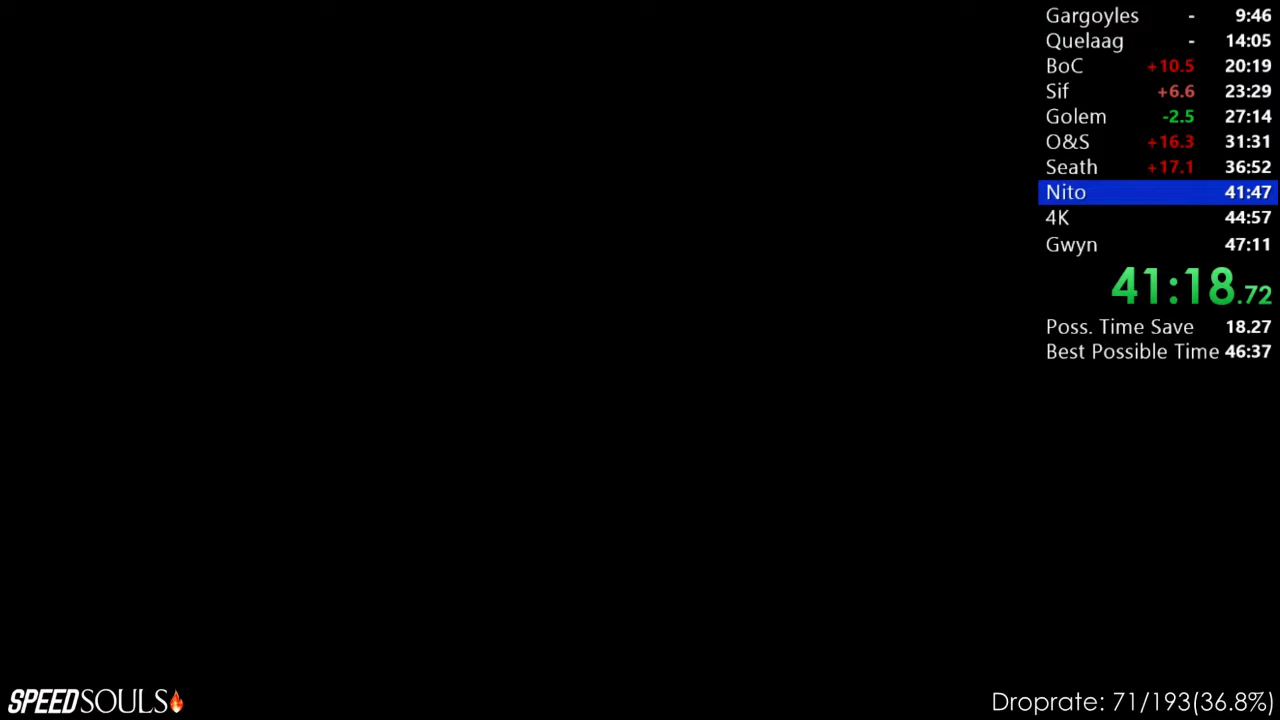 Gargoyles - 9:46
Quelaag - 14:05
BoC +10.5 20:19
Sif +6.6 23:29
Golem -2.5 27:14
O&S +16.3 31:31
Seath +17.1 36:52
Nito 41:47
4K 44:57
Gwyn 47:11
41:18.72
Poss. Time Save 18.27
Best Possible Time 46:37
SPEEDSOULS
Droprate: 71/193(36.8%)